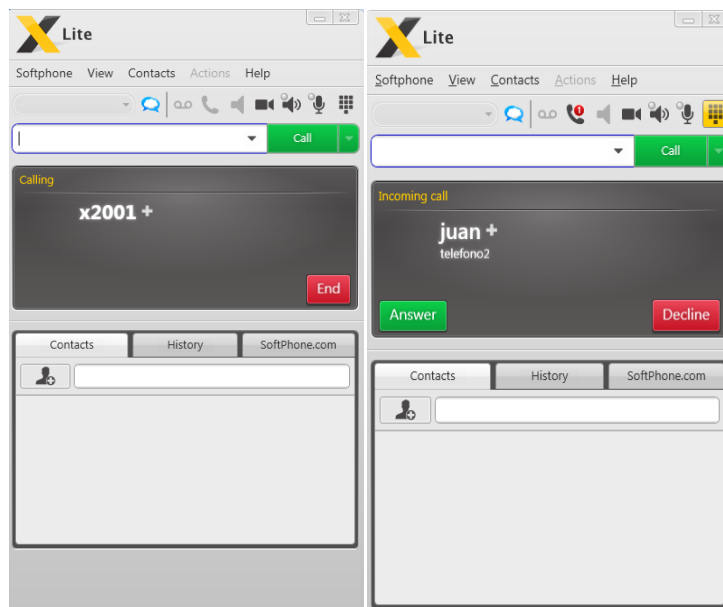 X Lite
Softphone View Contacts Actions Help
Call
Calling
x2001 +
End
Contacts History SoftPhone.com
X Lite
Softphone View Contacts Actions Help
1
Call
Incoming call
juan +
telefono2
Answer Decline
Contacts History SoftPhone.com